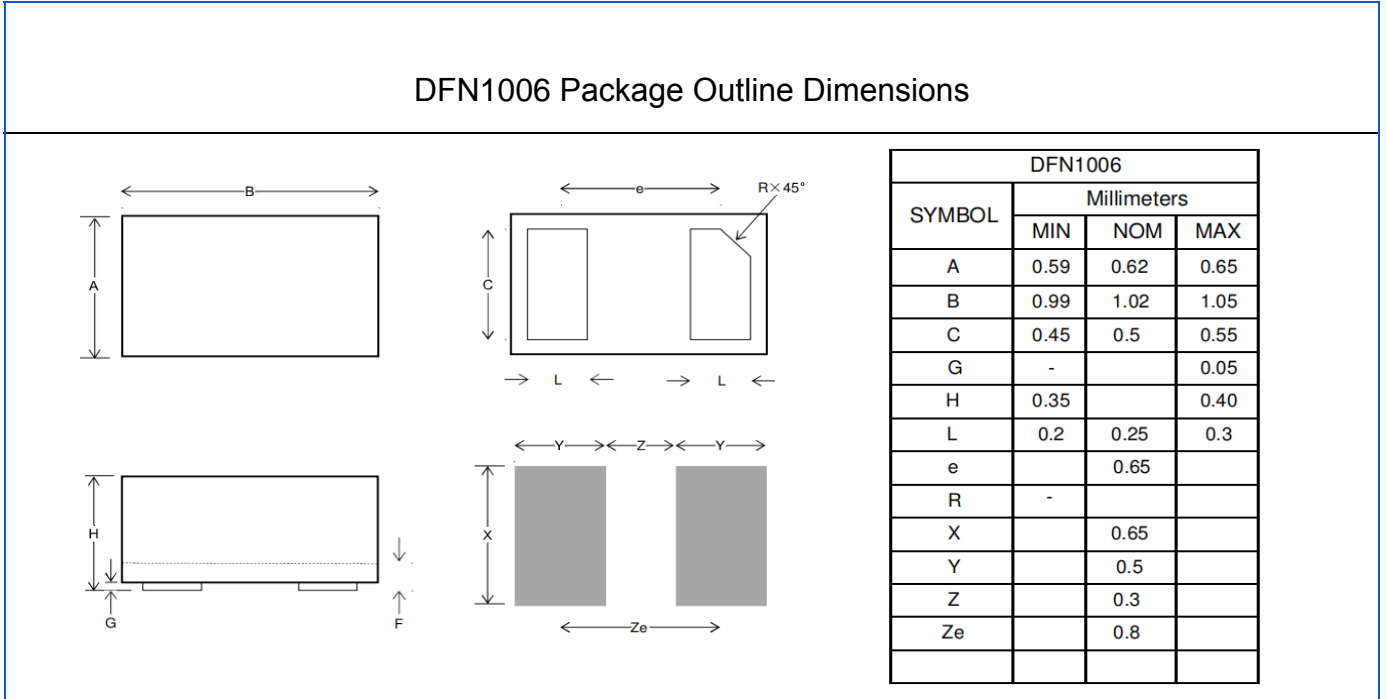 DFN1006 Package Outline Dimensions
B
A
e
R×45°
C
L
L
H
G
F
Y
Z
Y
X
Ze
DFN1006
SYMBOL Millimeters
MIN NOM MAX
A 0.59 0.62 0.65
B 0.99 1.02 1.05
C 0.45 0.5 0.55
G - 0.05
H 0.35 0.40
L 0.2 0.25 0.3
e 0.65
R -
X 0.65
Y 0.5
Z 0.3
Ze 0.8